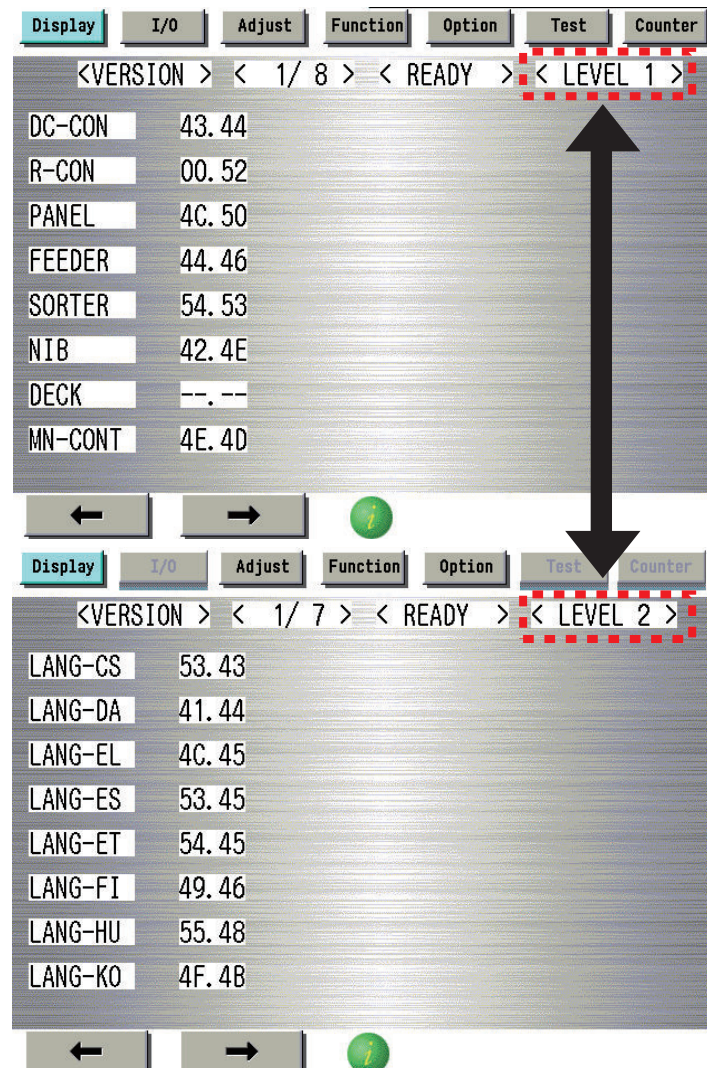 Display I/O Adjust Function Option Test Counter
<VERSION > < 1/ 8 > < READY > < LEVEL 1 >
DC-CON 43.44
R-CON 00.52
PANEL 4C.50
FEEDER 44.46
SORTER 54.53
NIB 42.4E
DECK --.--
MN-CONT 4E.4D
i
Display I/O Adjust Function Option Test Counter
<VERSION > < 1/ 7 > < READY > < LEVEL 2 >
LANG-CS 53.43
LANG-DA 41.44
LANG-EL 4C.45
LANG-ES 53.45
LANG-ET 54.45
LANG-FI 49.46
LANG-HU 55.48
LANG-KO 4F.4B
i